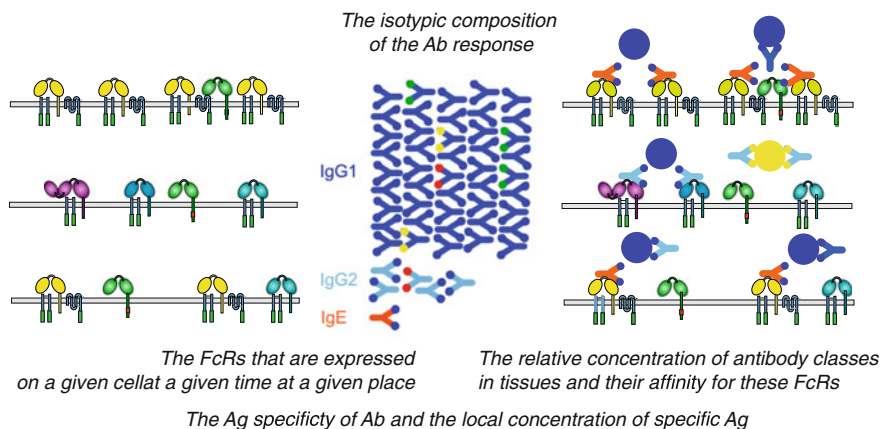 The isotypic composition
of the Ab response
IgG1
IgG2
IgE
The FcRs that are expressed
on a given cellat a given time at a given place
The relative concentration of antibody classes
in tissues and their affinity for these FcRs
The Ag specificty of Ab and the local concentration of specific Ag